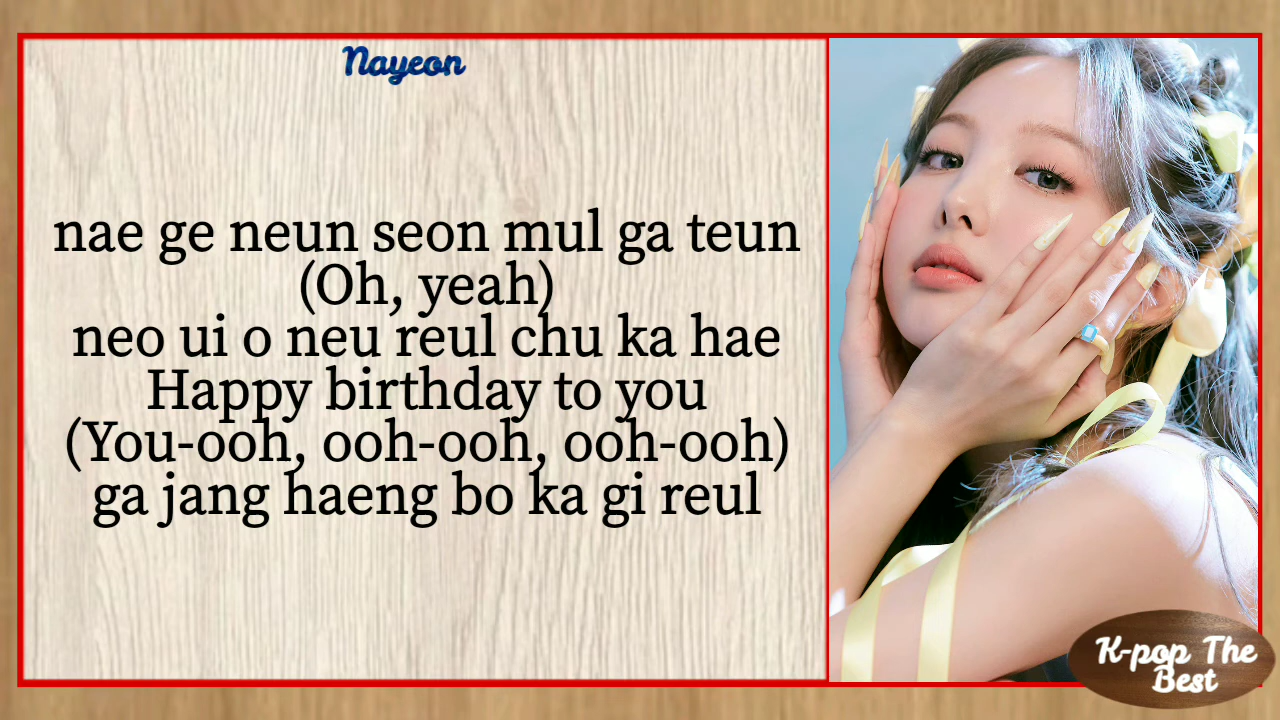 Nayeon
nae ge neun seon mul ga teun
(Oh, yeah)
neo ui o neu reul chu ka hae
Happy birthday to you
(You-ooh, ooh-ooh, ooh-ooh)
ga jang haeng bo ka gi reul
K-pop The
Best